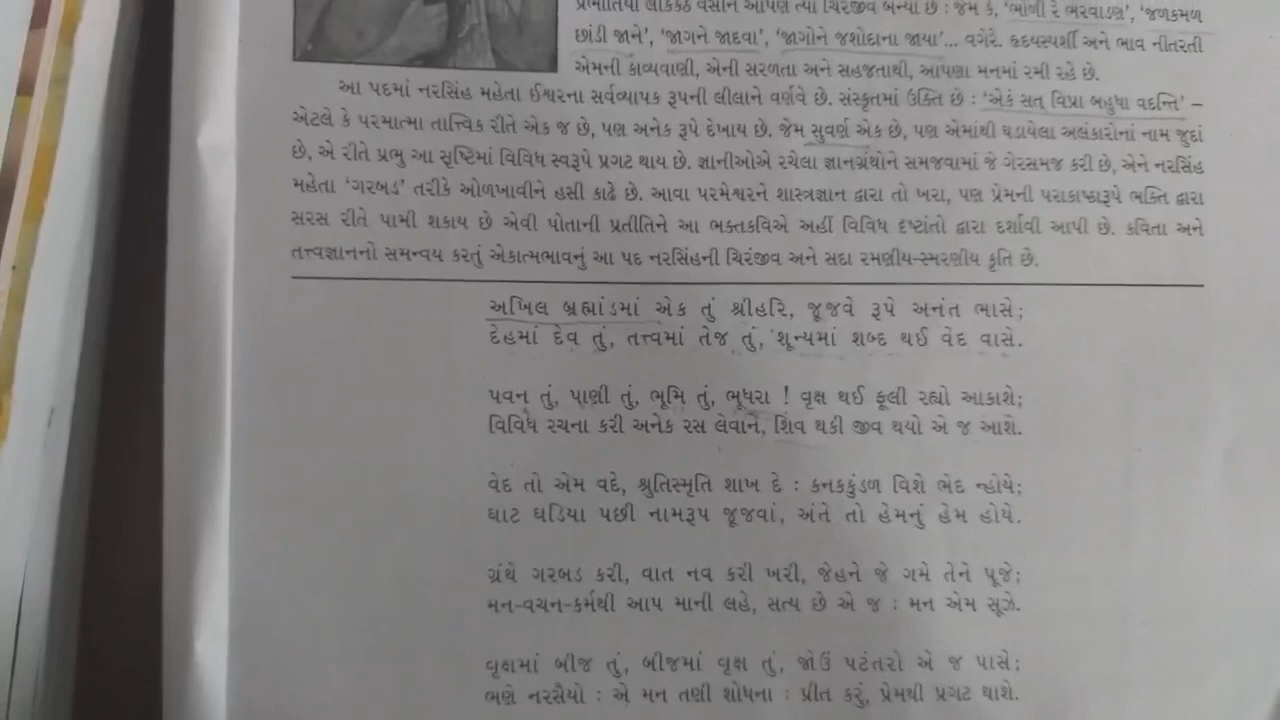 પ્રભાતિયાં લોકકંઠે વસીને આપણે ત્યાં ચિરંજીવ બન્યાં છે : જેમ કે, 'ભોળી રે ભરવાડણ', 'જળકમળ
છાંડી જાને', 'જાગને જાદવા', 'જાગોને જશોદાના જાયા'... વગેરે. હૃદયસ્પર્શી અને ભાવ નીતરતી
એમની કાવ્યવાણી, એની સરળતા અને સહજતાથી, આપણા મનમાં રમી રહે છે.
આ પદમાં નરસિંહ મહેતા ઈશ્વરના સર્વવ્યાપક રૂપની લીલાને વર્ણવે છે. સંસ્કૃતમાં ઉક્તિ છે : 'એકં સત્ વિપ્રા બહુધા વદન્તિ' –
એટલે કે પરમાત્મા તાત્ત્વિક રીતે એક જ છે, પણ અનેક રૂપે દેખાય છે. જેમ સુવર્ણ એક છે, પણ એમાંથી ઘડાયેલા અલંકારોનાં નામ જુદાં
છે, એ રીતે પ્રભુ આ સૃષ્ટિમાં વિવિધ સ્વરૂપે પ્રગટ થાય છે. જ્ઞાનીઓએ રચેલા જ્ઞાનગ્રંથોને સમજવામાં જે ગેરસમજ કરી છે, એને નરસિંહ
મહેતા 'ગરબડ' તરીકે ઓળખાવીને હસી કાઢે છે. આવા પરમેશ્વરને શાસ્ત્રજ્ઞાન દ્વારા તો ખરા, પણ પ્રેમની પરાકાષ્ઠારૂપે ભક્તિ દ્વારા
સરસ રીતે પામી શકાય છે એવી પોતાની પ્રતીતિને આ ભક્તકવિએ અહીં વિવિધ દૃષ્ટાંતો દ્વારા દર્શાવી આપી છે. કવિતા અને
તત્ત્વજ્ઞાનનો સમન્વય કરતું એકાત્મભાવનું આ પદ નરસિંહની ચિરંજીવ અને સદા રમણીય-સ્મરણીય કૃતિ છે.
અખિલ બ્રહ્માંડમાં એક તું શ્રીહરિ, જૂજવે રૂપે અનંત ભાસે;
દેહમાં દેવ તું, તત્ત્વમાં તેજ તું, શૂન્યમાં શબ્દ થઈ વેદ વાસે.
પવન તું, પાણી તું, ભૂમિ તું, ભૂધરા ! વૃક્ષ થઈ ફૂલી રહ્યો આકાશે;
વિવિધ રચના કરી અનેક રસ લેવાને, શિવ થકી જીવ થયો એ જ આશે.
વેદ તો એમ વદે, શ્રુતિસ્મૃતિ શાખ દે : કનકકુંડળ વિશે ભેદ ન્હોયે;
ઘાટ ઘડિયા પછી નામરૂપ જૂજવાં, અંતે તો હેમનું હેમ હોયે.
ગ્રંથે ગરબડ કરી, વાત નવ કરી ખરી, જેહને જે ગમે તેને પૂજે;
મન-વચન-કર્મથી આપ માની લહે, સત્ય છે એ જ : મન એમ સૂઝે.
વૃક્ષમાં બીજ તું, બીજમાં વૃક્ષ તું, જોઉં પટંતરો એ જ પાસે;
ભણે નરસૈંયો : એ મન તણી શોધના : પ્રીત કરું, પ્રેમથી પ્રગટ થાશે.